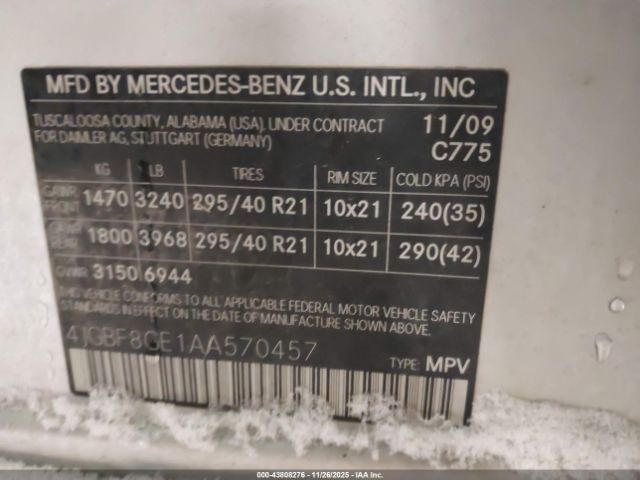 MFD BY MERCEDES-BENZ U.S. INTL., INC
TUSCALOOSA COUNTY, ALABAMA (USA). UNDER CONTRACT 11/09
FOR DAIMLER AG, STUTTGART (GERMANY) C775
KG LB TIRES RIM SIZE COLD KPA (PSI)
GAWR FRONT 1470 3240 295/40 R21 10x21 240(35)
GAWR REAR 1800 3968 295/40 R21 10x21 290(42)
GVWR 3150 6944
THIS VEHICLE CONFORMS TO ALL APPLICABLE FEDERAL MOTOR VEHICLE SAFETY
STANDARDS IN EFFECT ON THE DATE OF MANUFACTURE SHOWN ABOVE.
4JGBF8GE1AA570457 TYPE: MPV
000-43808276 - 11/26/2025 - IAA Inc.